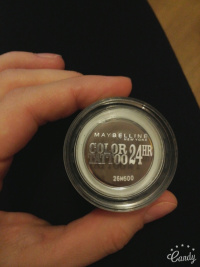 MAYBELLINE
NEW YORK
COLOR 24HR
TATTOO
Candy